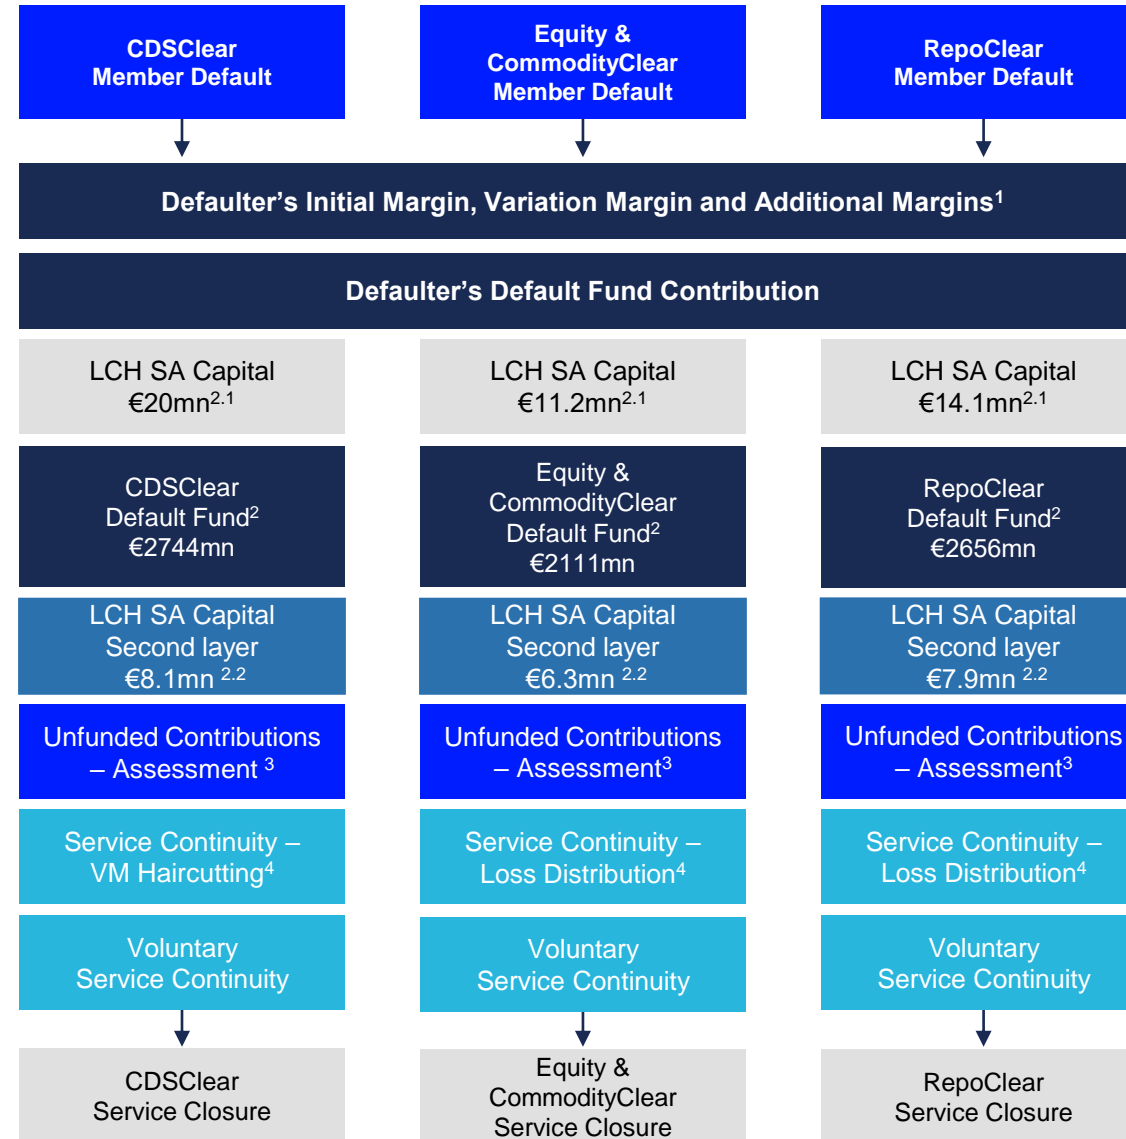 CDSClear
Member Default
Equity &
CommodityClear
Member Default
RepoClear
Member Default
Defaulter's Initial Margin, Variation Margin and Additional Margins1
Defaulter's Default Fund Contribution
LCH SA Capital
€20mn2.1
LCH SA Capital
€11.2mn2.1
LCH SA Capital
€14.1mn2.1
CDSClear
Default Fund2
€2744mn
Equity &
CommodityClear
Default Fund2
€2111mn
RepoClear
Default Fund2
€2656mn
LCH SA Capital
Second layer
€8.1mn 2.2
LCH SA Capital
Second layer
€6.3mn 2.2
LCH SA Capital
Second layer
€7.9mn 2.2
Unfunded Contributions
– Assessment 3
Unfunded Contributions
– Assessment3
Unfunded Contributions
– Assessment3
Service Continuity –
VM Haircutting4
Service Continuity –
Loss Distribution4
Service Continuity –
Loss Distribution4
Voluntary
Service Continuity
Voluntary
Service Continuity
Voluntary
Service Continuity
CDSClear
Service Closure
Equity &
CommodityClear
Service Closure
RepoClear
Service Closure